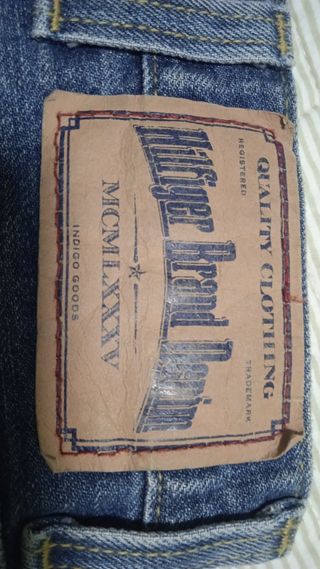 QUALITY CLOTHING
REGISTERED TRADEMARK
Hilfiger Brand Denim
MCMLXXXV
INDIGO GOODS